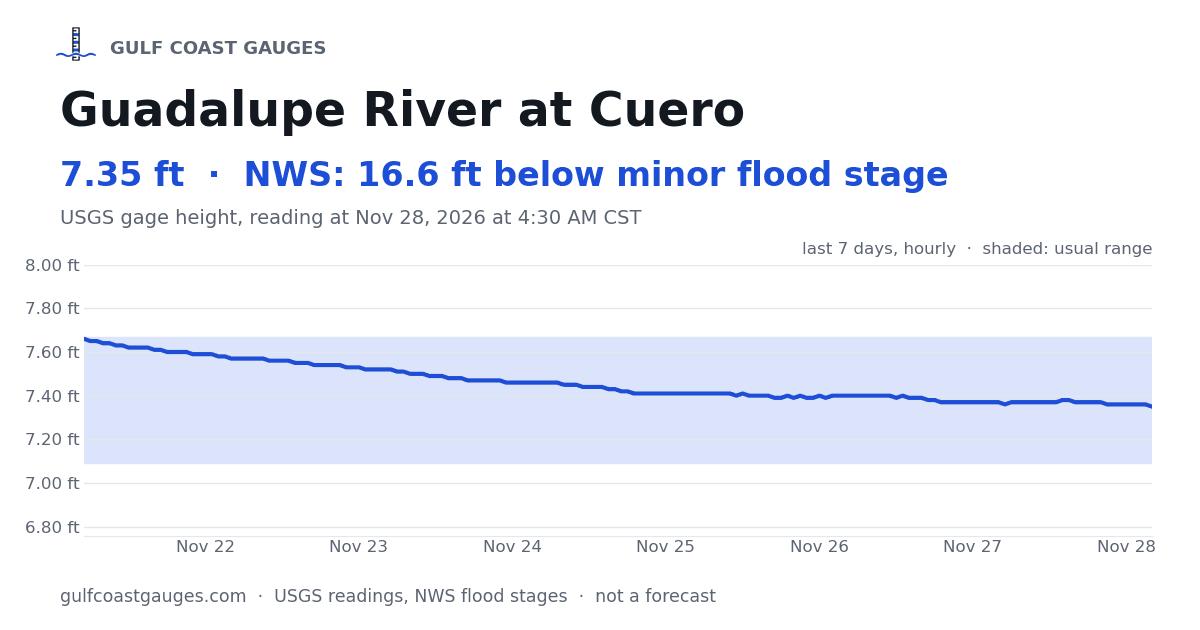 GULF COAST GAUGES
Guadalupe River at Cuero
7.35 ft · NWS: 16.6 ft below minor flood stage
USGS gage height, reading at Nov 28, 2026 at 4:30 AM CST
last 7 days, hourly · shaded: usual range
8.00 ft
7.80 ft
7.60 ft
7.40 ft
7.20 ft
7.00 ft
6.80 ft
Nov 22 Nov 23 Nov 24 Nov 25 Nov 26 Nov 27 Nov 28
gulfcoastgauges.com · USGS readings, NWS flood stages · not a forecast